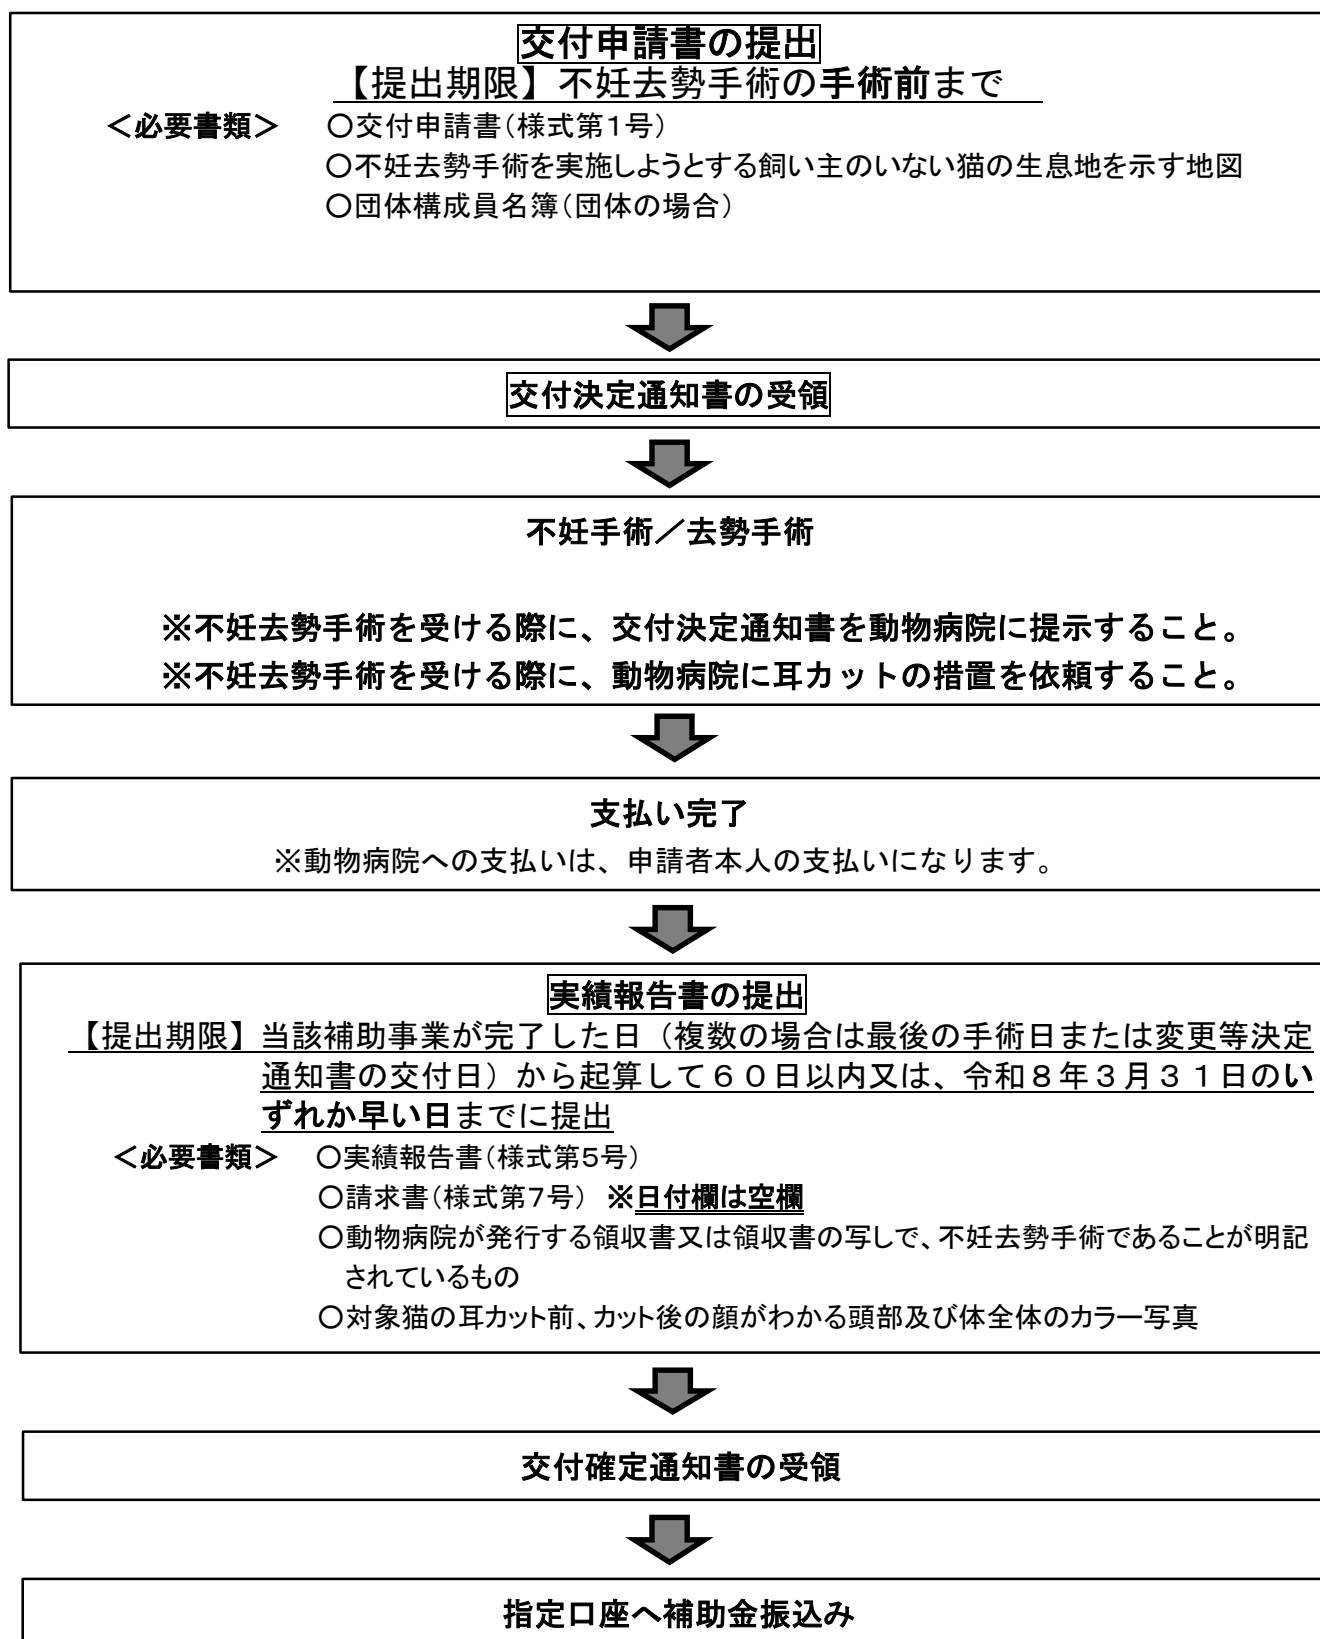 交付申請書の提出
【提出期限】不妊去勢手術の手術前まで
＜必要書類＞ ○交付申請書（様式第１号）
○不妊去勢手術を実施しようとする飼い主のいない猫の生息地を示す地図
○団体構成員名簿（団体の場合）
交付決定通知書の受領
不妊手術／去勢手術
※不妊去勢手術を受ける際に、交付決定通知書を動物病院に提示すること。
※不妊去勢手術を受ける際に、動物病院に耳カットの措置を依頼すること。
支払い完了
※動物病院への支払いは、申請者本人の支払いになります。
実績報告書の提出
【提出期限】当該補助事業が完了した日（複数の場合は最後の手術日または変更等決定
通知書の交付日）から起算して６０日以内又は、令和８年３月３１日のい
ずれか早い日までに提出
＜必要書類＞ ○実績報告書（様式第５号）
○請求書（様式第７号） ※日付欄は空欄
○動物病院が発行する領収書又は領収書の写しで、不妊去勢手術であることが明記
されているもの
○対象猫の耳カット前、カット後の顔がわかる頭部及び体全体のカラー写真
交付確定通知書の受領
指定口座へ補助金振込み